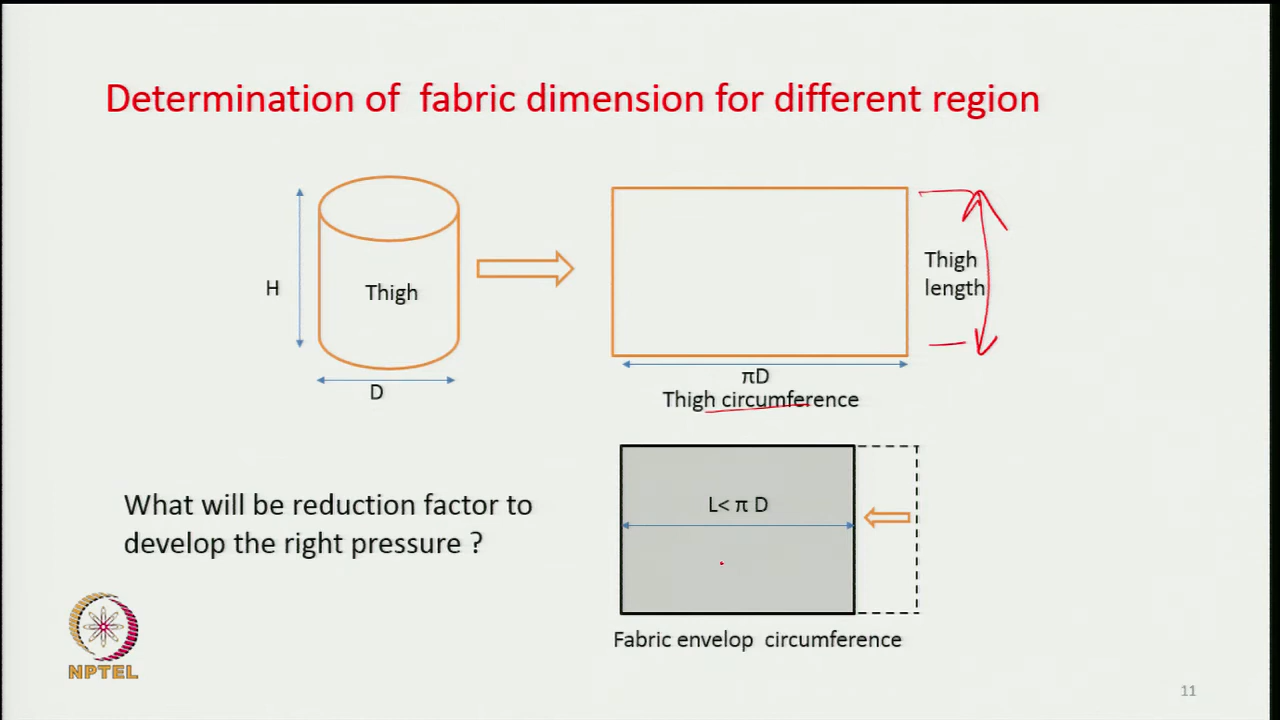 Determination of fabric dimension for different region
H
Thigh
D
Thigh
length
πD
Thigh circumference
What will be reduction factor to
develop the right pressure ?
L< π D
Fabric envelop circumference
NPTEL
11